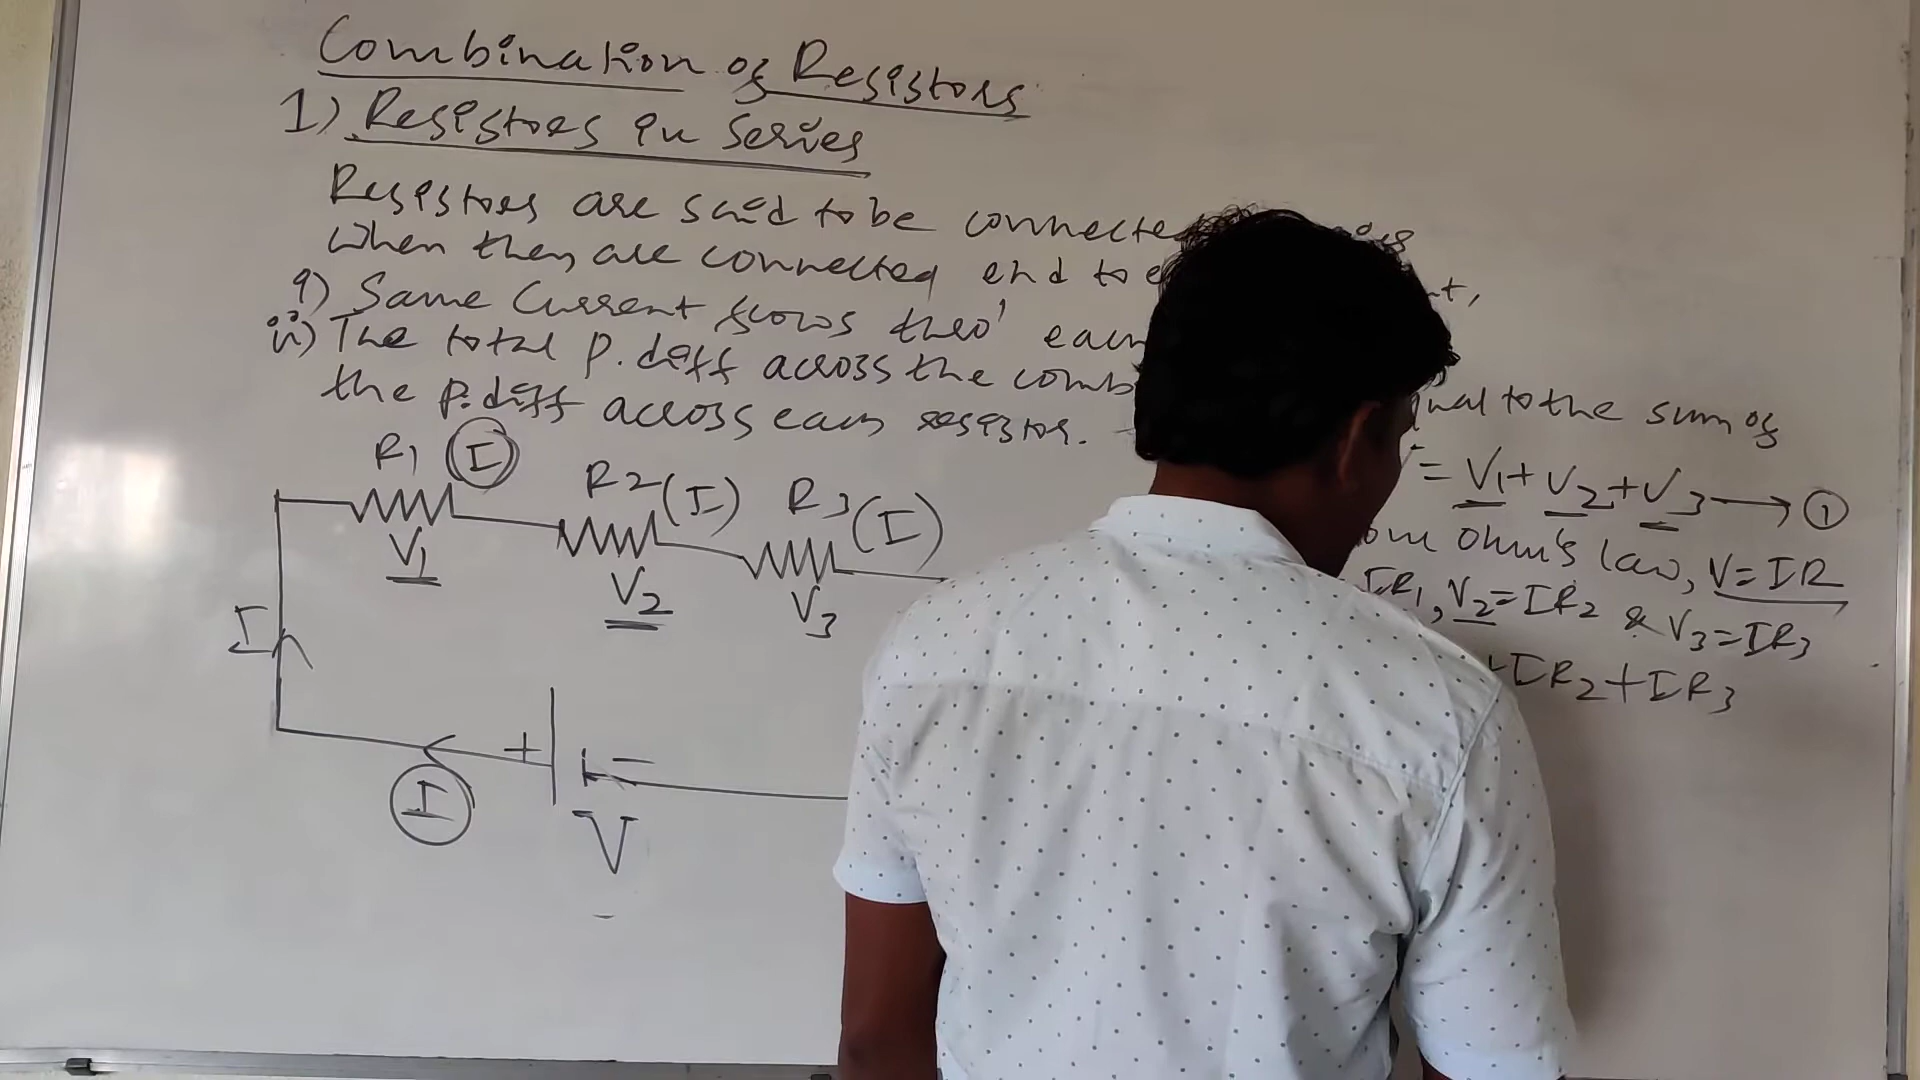 Combination of Resistors
1) Resistors in Series
Resistors are said to be connected
when they are connected end to
i) Same Current flows thro' each
ii) The total p.diff across the comb equal to the sum of
the p.diff across each resistor.
= V1+V2+V3 → ①
from ohm's law, V=IR
IR1, V2=IR2 & V3=IR3
+IR2+IR3
R1 (I)
R2 (I)
R3 (I)
V1
V2
V3
I
+
I
V